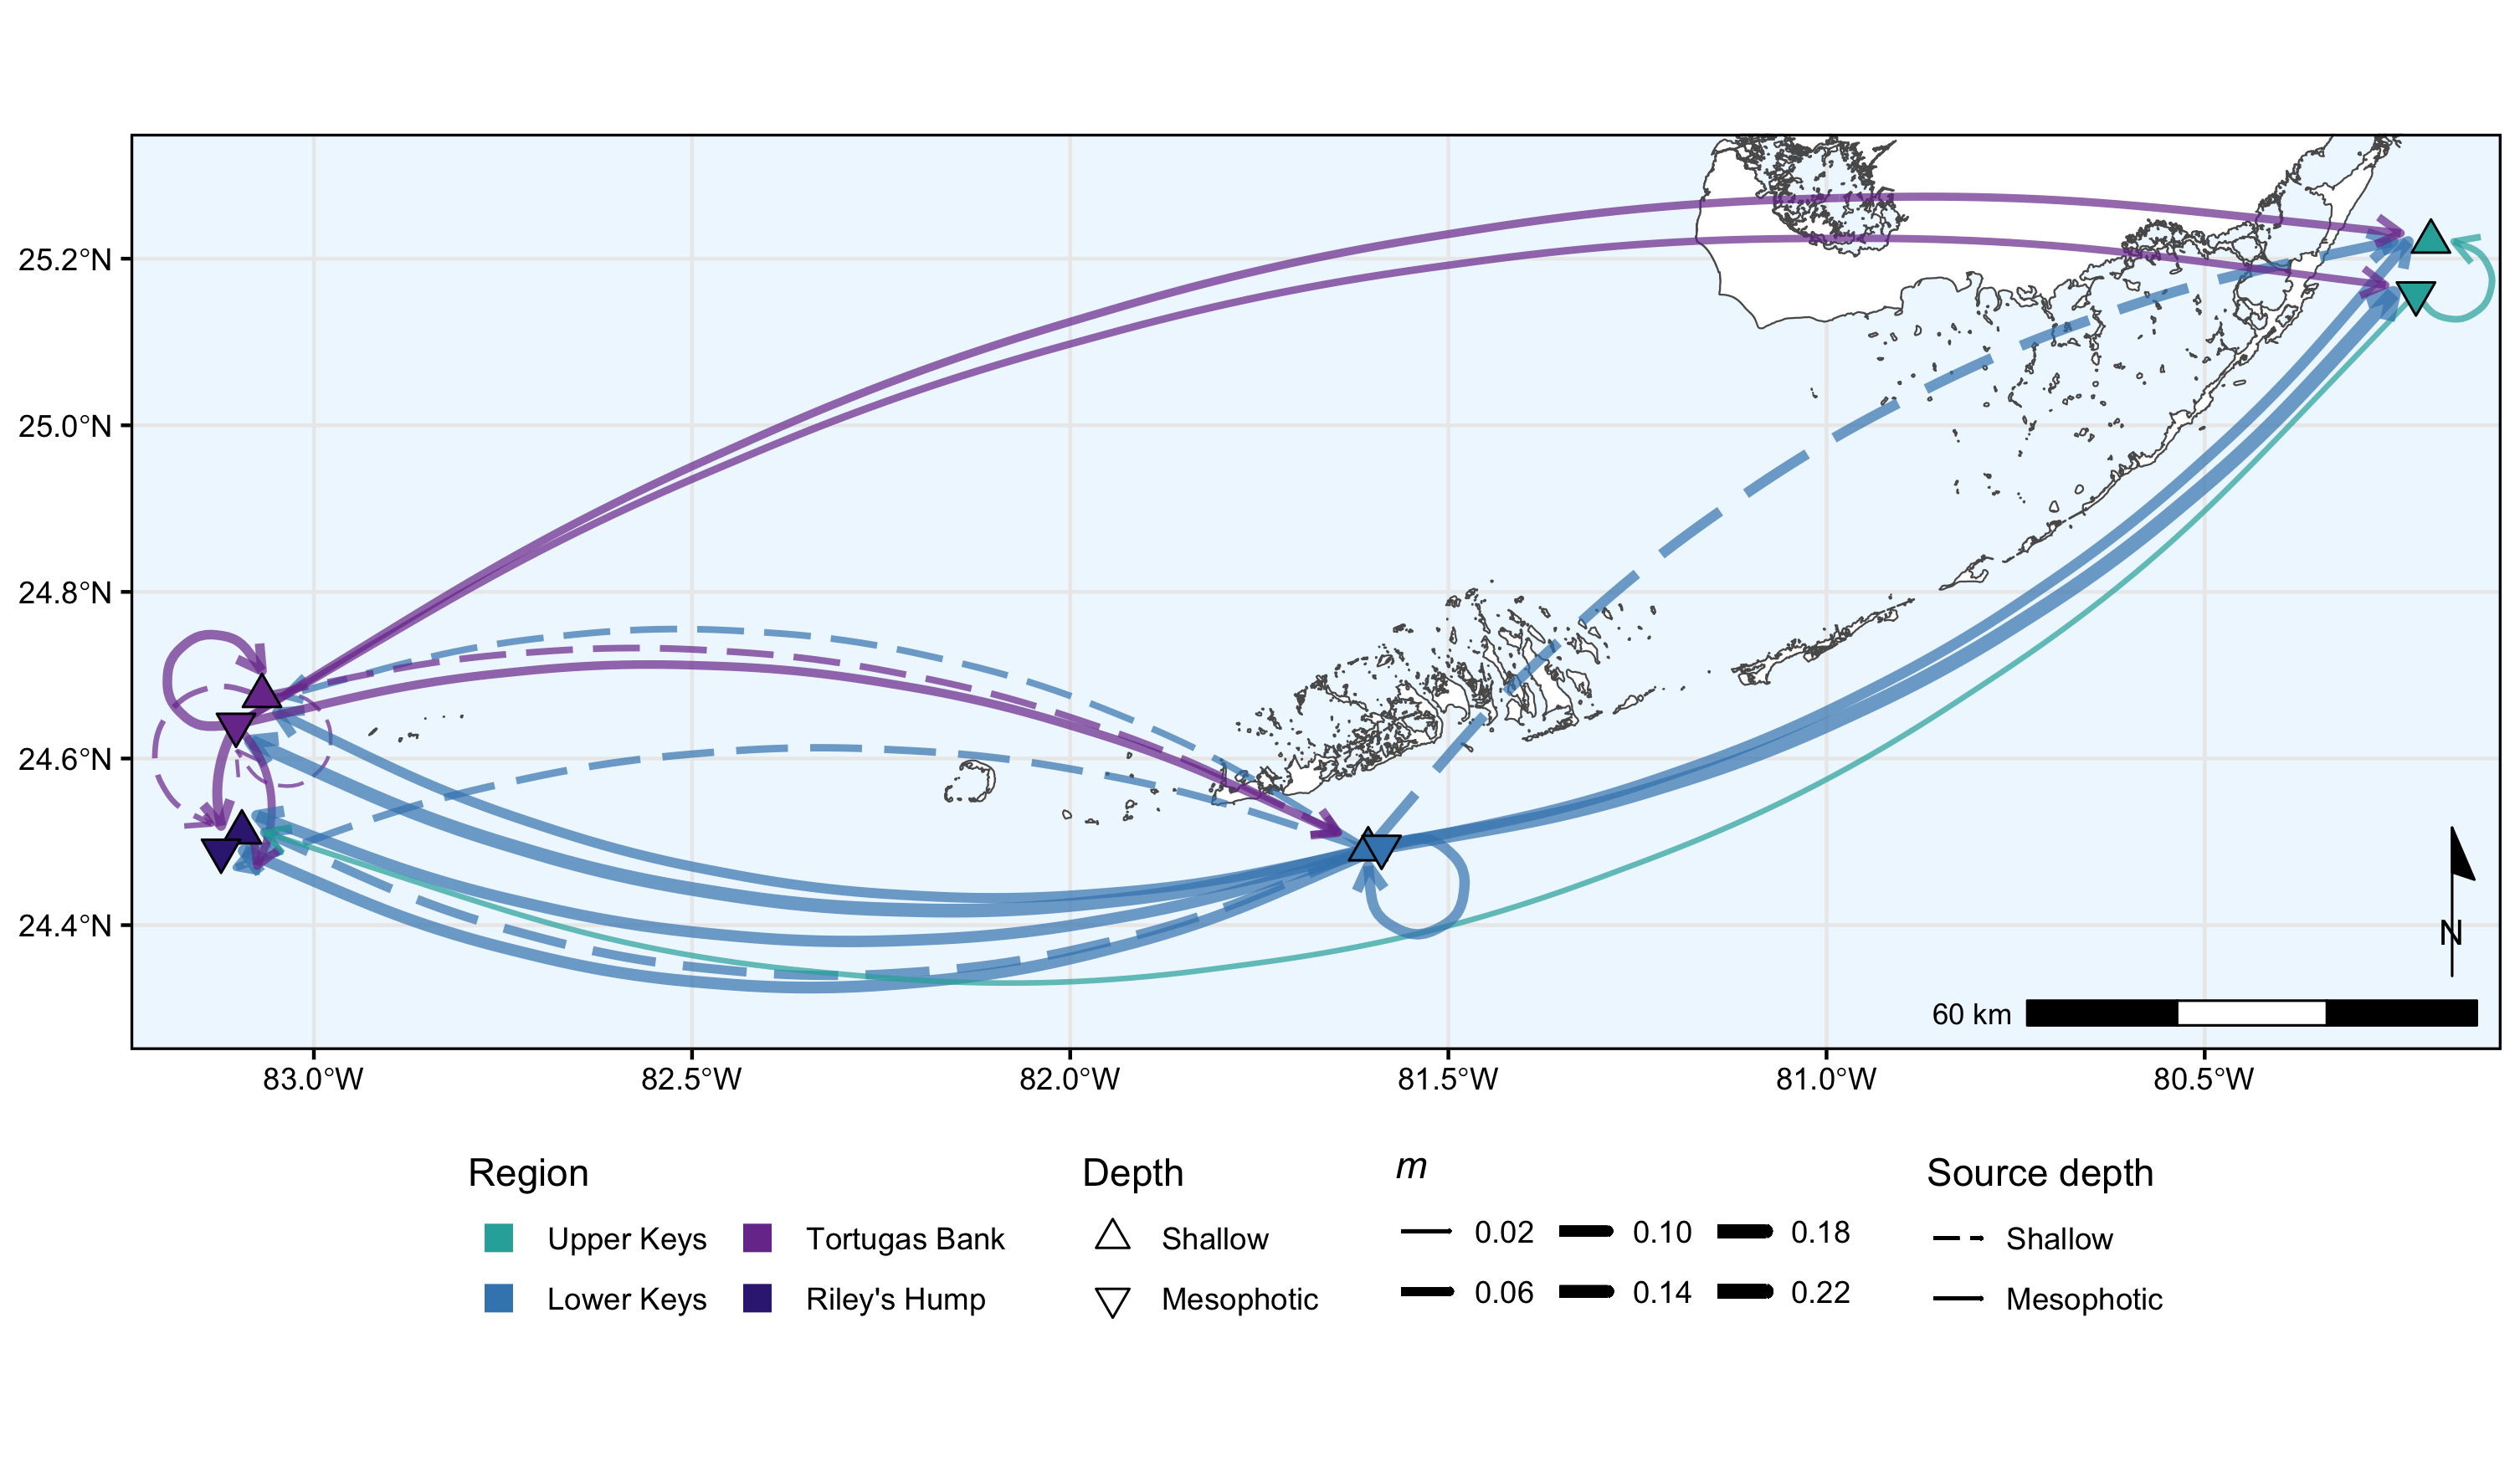 25.2°N
25.0°N
24.8°N
24.6°N
24.4°N
N
60 km
83.0°W 82.5°W 82.0°W 81.5°W 81.0°W 80.5°W
Region Depth m Source depth
Upper Keys Tortugas Bank Shallow 0.02 0.10 0.18 Shallow
Lower Keys Riley's Hump Mesophotic 0.06 0.14 0.22 Mesophotic